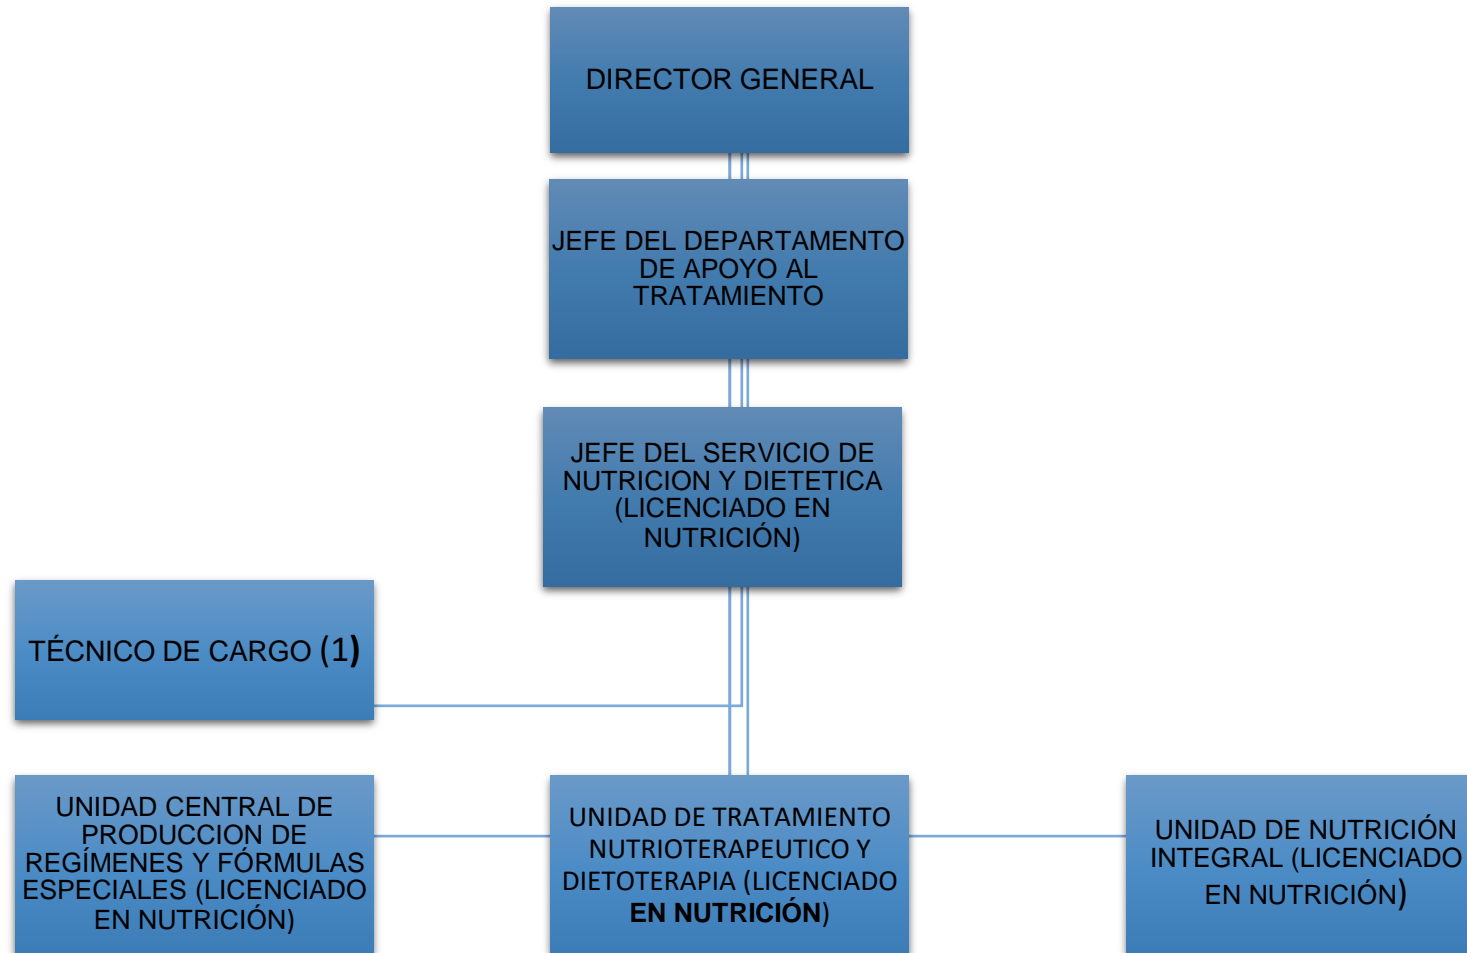 DIRECTOR GENERAL
JEFE DEL DEPARTAMENTO
DE APOYO AL
TRATAMIENTO
JEFE DEL SERVICIO DE
NUTRICION Y DIETETICA
(LICENCIADO EN
NUTRICIÓN)
TÉCNICO DE CARGO (1)
UNIDAD CENTRAL DE
PRODUCCION DE
REGÍMENES Y FÓRMULAS
ESPECIALES (LICENCIADO
EN NUTRICIÓN)
UNIDAD DE TRATAMIENTO
NUTRIOTERAPEUTICO Y
DIETOTERAPIA (LICENCIADO
EN NUTRICIÓN)
UNIDAD DE NUTRICIÓN
INTEGRAL (LICENCIADO
EN NUTRICIÓN)